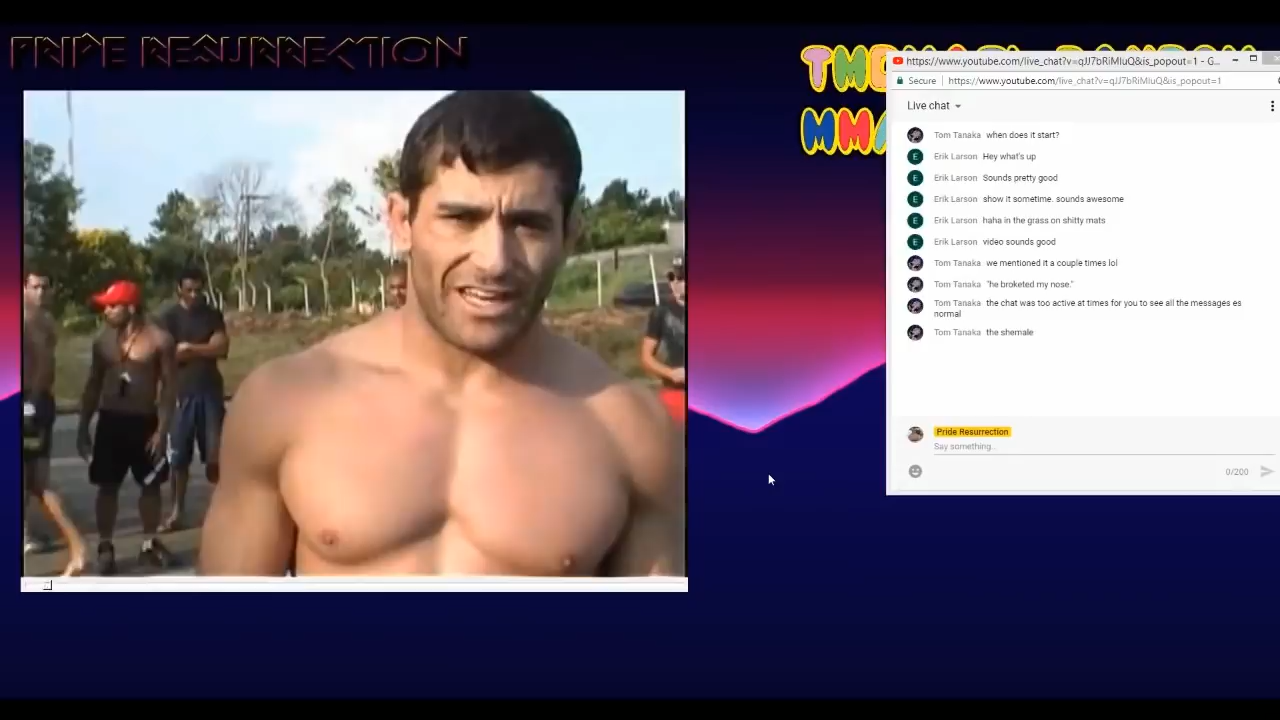 PRIDE RESURRECTION
MMA
https://www.youtube.com/live_chat?v=qJJ7bRiMIuQ&is_popout=1 - G...
Secure | https://www.youtube.com/live_chat?v=qJJ7bRiMIuQ&is_popout=1
Live chat
Tom Tanaka when does it start?
Erik Larson Hey what's up
Erik Larson Sounds pretty good
Erik Larson show it sometime. sounds awesome
Erik Larson haha in the grass on shitty mats
Erik Larson video sounds good
Tom Tanaka we mentioned it a couple times lol
Tom Tanaka "he broketed my nose."
Tom Tanaka the chat was too active at times for you to see all the messages es
normal
Tom Tanaka the shemale
Pride Resurrection
Say something...
0/200